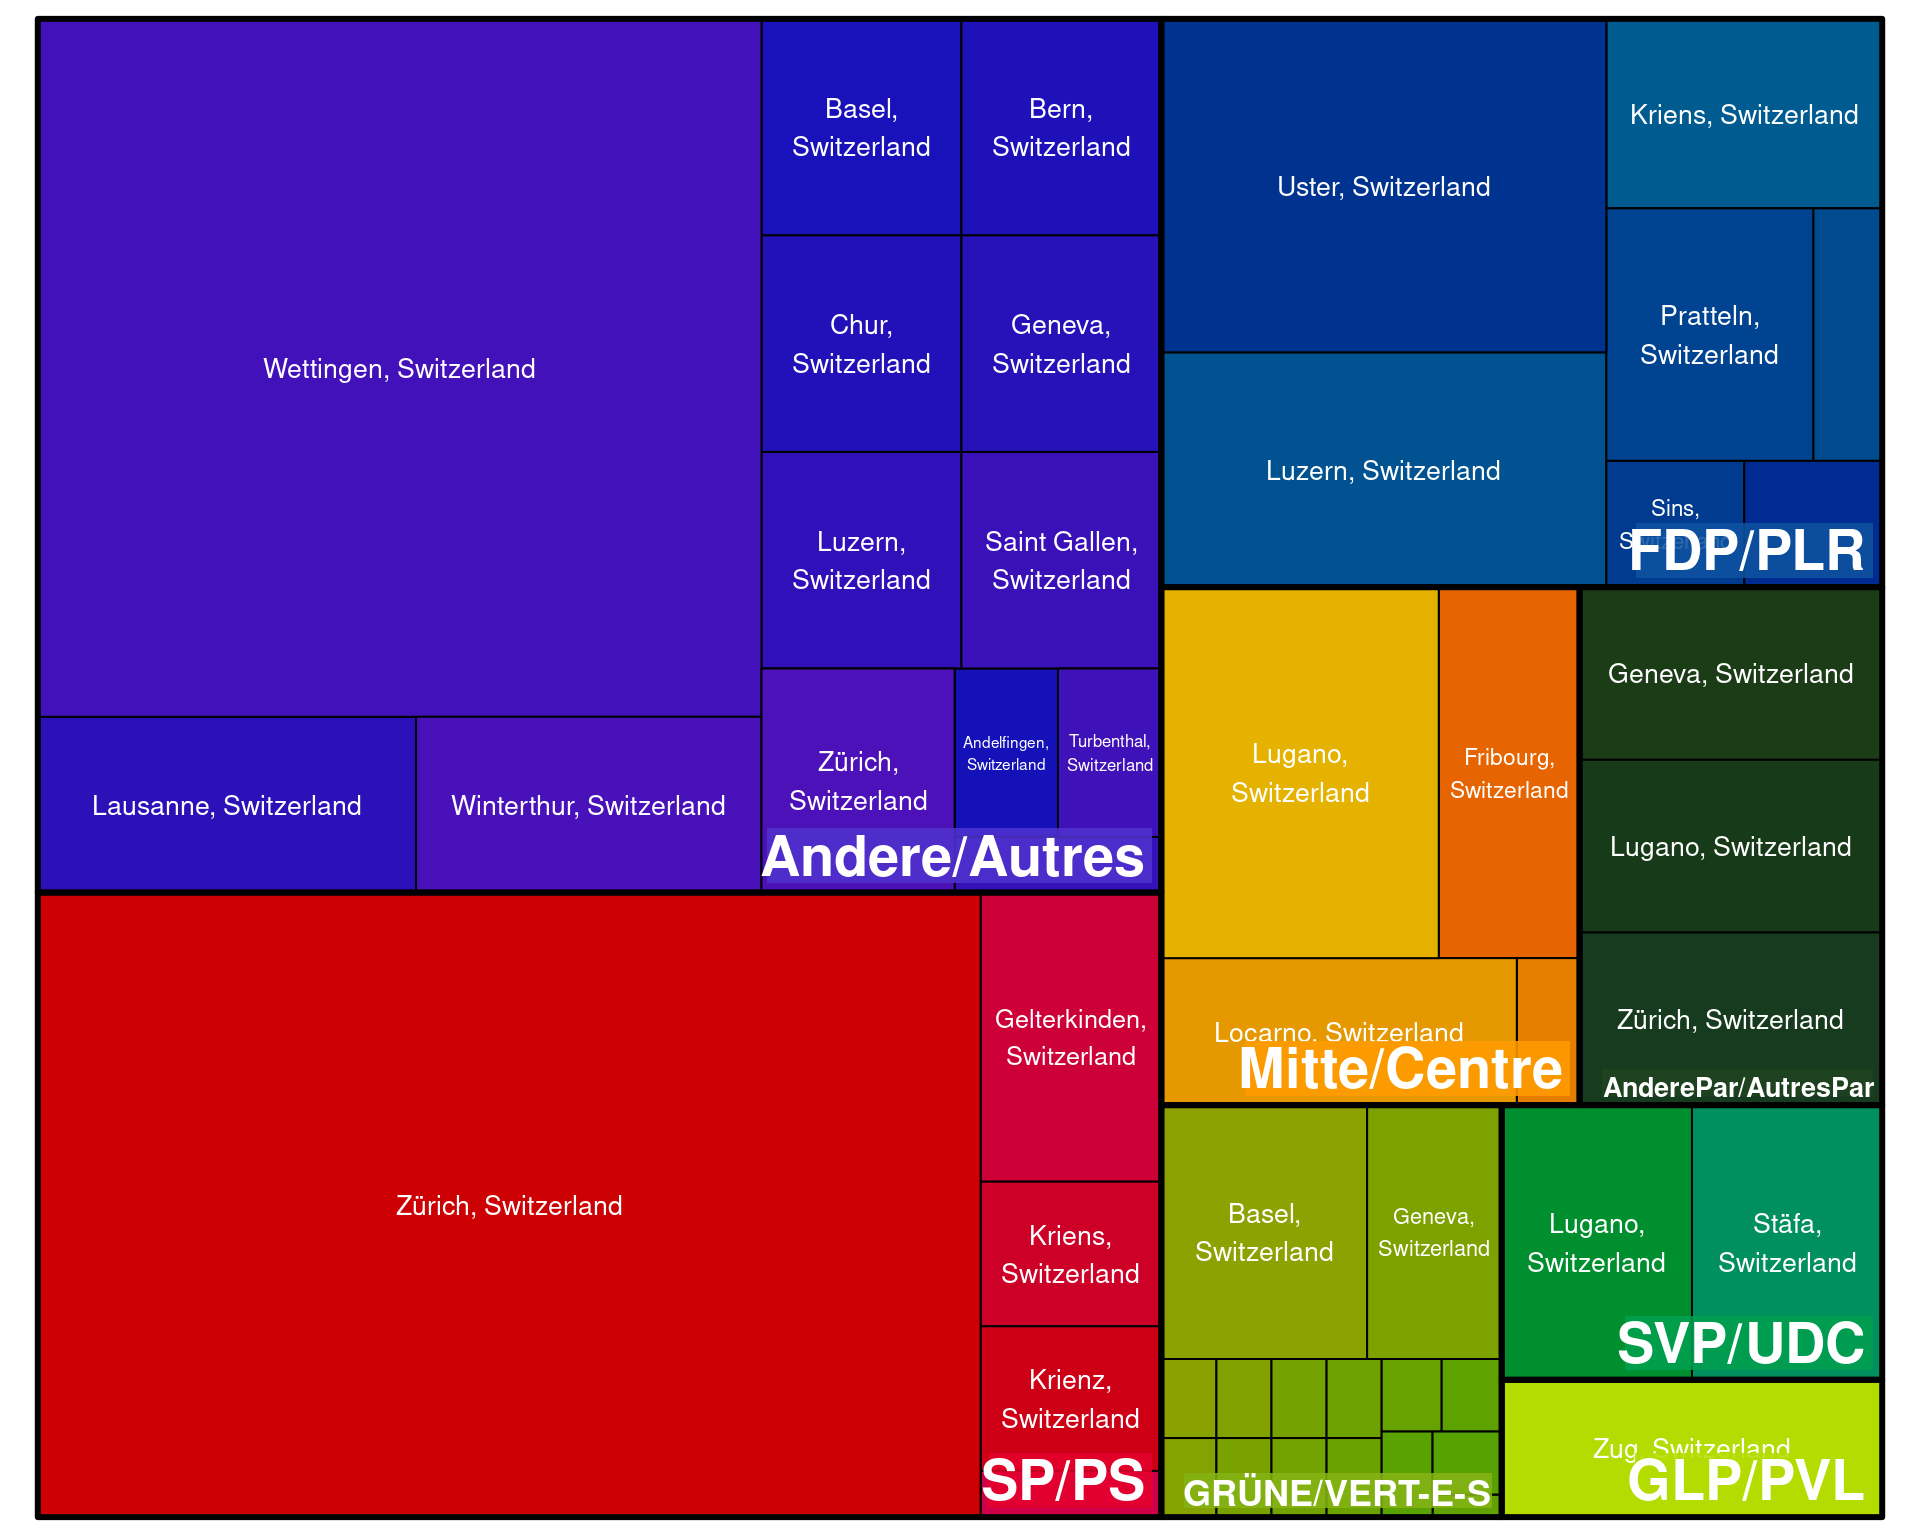 Wettingen, Switzerland
Basel,
Switzerland
Bern,
Switzerland
Chur,
Switzerland
Geneva,
Switzerland
Luzern,
Switzerland
Saint Gallen,
Switzerland
Lausanne, Switzerland
Winterthur, Switzerland
Zürich,
Switzerland
Andelfingen,
Switzerland
Turbenthal,
Switzerland
Andere/Autres
Uster, Switzerland
Kriens, Switzerland
Pratteln,
Switzerland
Luzern, Switzerland
Sins,
FDP/PLR
Lugano,
Switzerland
Fribourg,
Switzerland
Locarno, Switzerland
Mitte/Centre
Geneva, Switzerland
Lugano, Switzerland
Zürich, Switzerland
AnderePar/AutresPar
Zürich, Switzerland
Gelterkinden,
Switzerland
Kriens,
Switzerland
Krienz,
Switzerland
SP/PS
Basel,
Switzerland
Geneva,
Switzerland
GRÜNE/VERT-E-S
Lugano,
Switzerland
Stäfa,
Switzerland
SVP/UDC
Zug, Switzerland
GLP/PVL